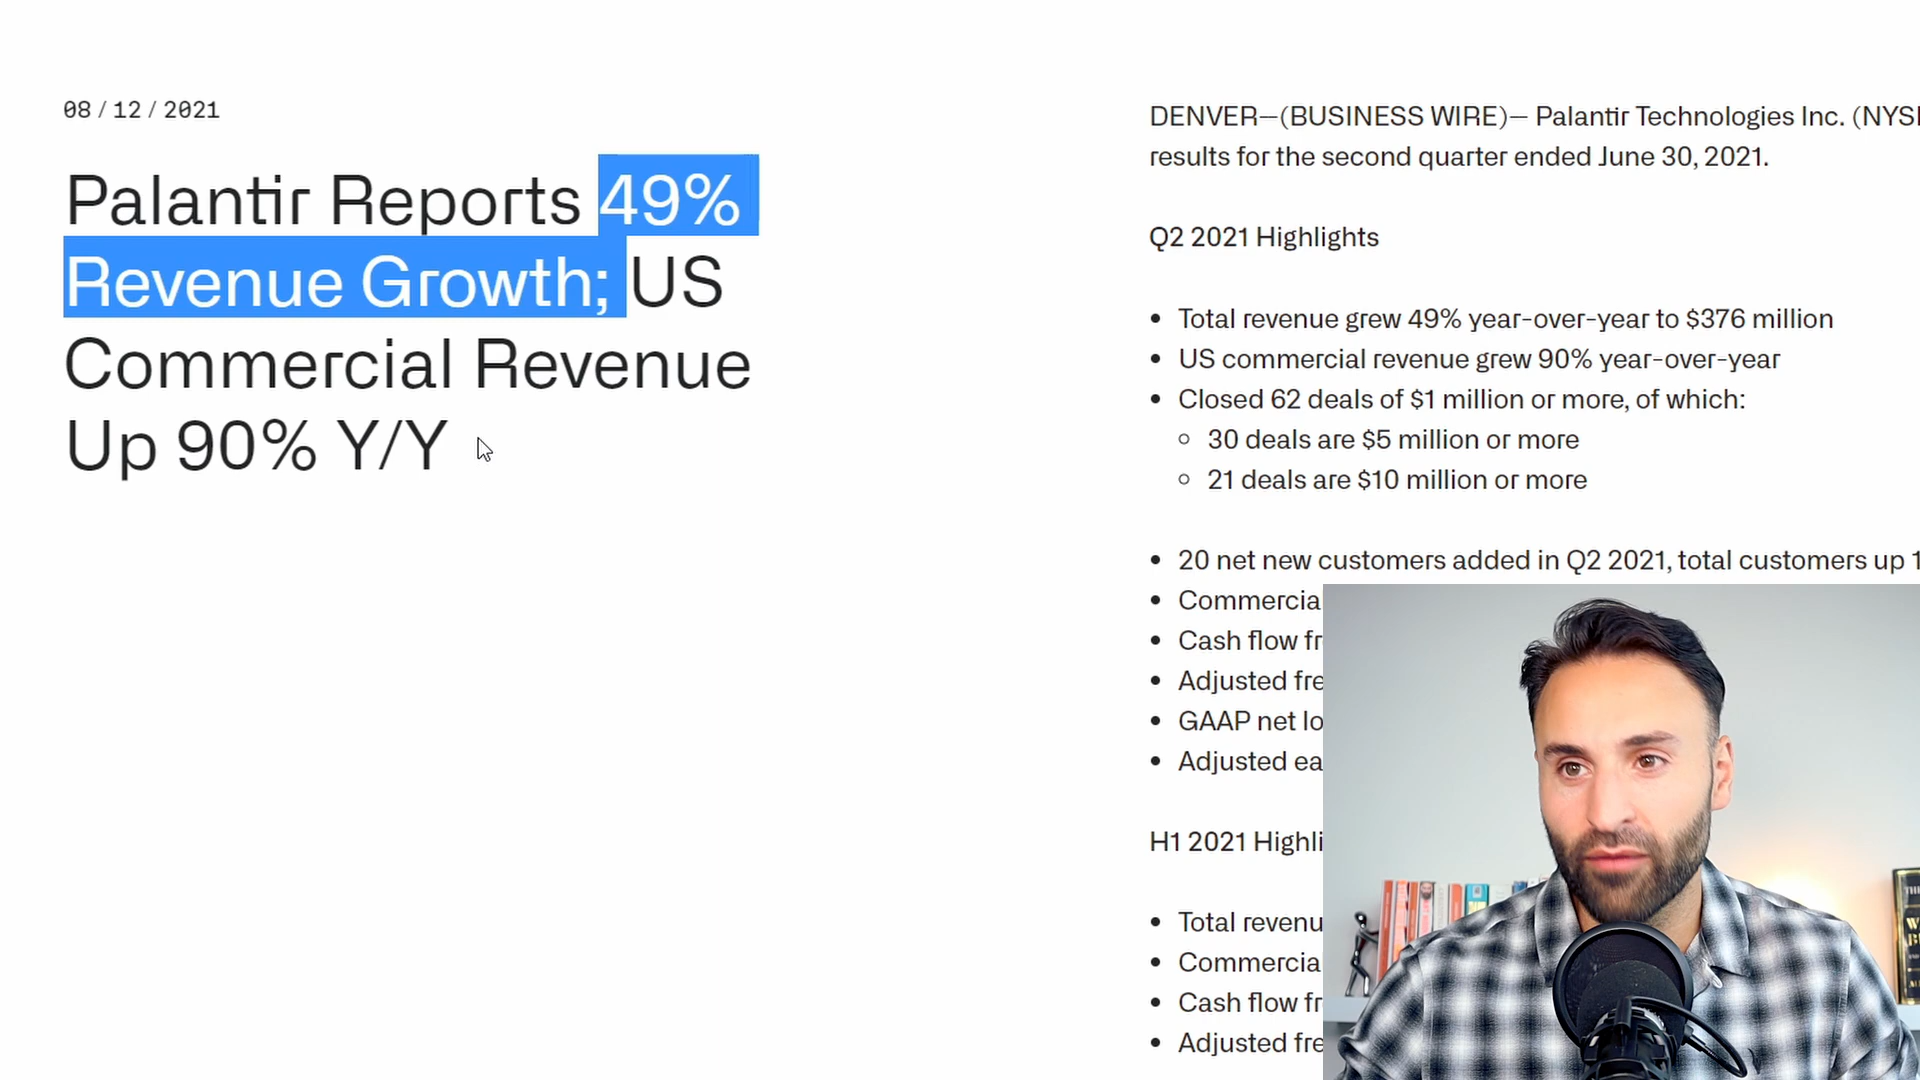 08 / 12 / 2021
Palantir Reports 49%
Revenue Growth; US
Commercial Revenue
Up 90% Y/Y
DENVER—(BUSINESS WIRE)— Palantir Technologies Inc. (NYS
results for the second quarter ended June 30, 2021.
Q2 2021 Highlights
• Total revenue grew 49% year-over-year to $376 million
• US commercial revenue grew 90% year-over-year
• Closed 62 deals of $1 million or more, of which:
◦ 30 deals are $5 million or more
◦ 21 deals are $10 million or more
• 20 net new customers added in Q2 2021, total customers up 1
• Commercia
• Cash flow fr
• Adjusted fre
• GAAP net lo
• Adjusted ea
H1 2021 Highli
• Total revenu
• Commercia
• Cash flow fr
• Adjusted fre